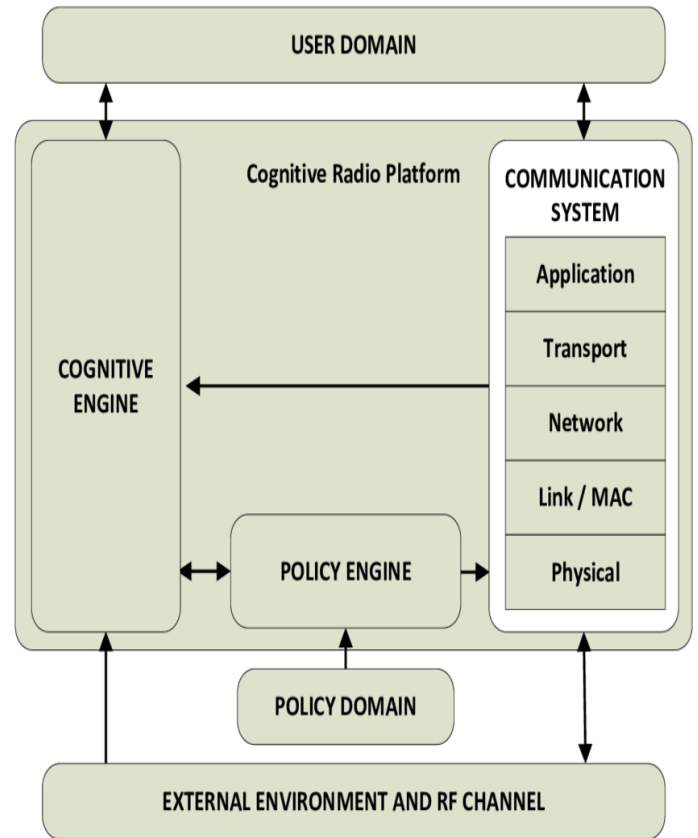 USER DOMAIN
Cognitive Radio Platform
COGNITIVE
ENGINE
COMMUNICATION
SYSTEM
Application
Transport
Network
Link / MAC
Physical
POLICY ENGINE
POLICY DOMAIN
EXTERNAL ENVIRONMENT AND RF CHANNEL